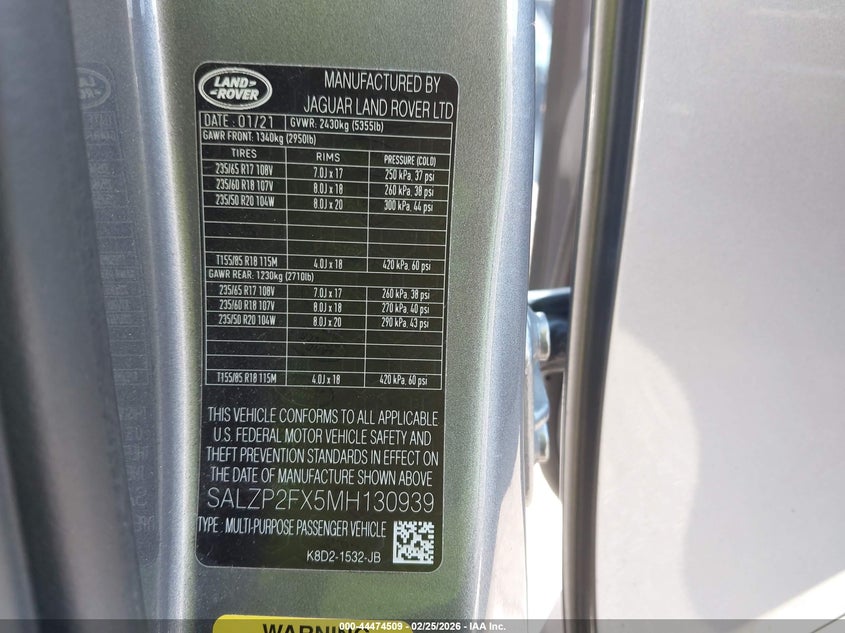 LAND ROVER
MANUFACTURED BY
JAGUAR LAND ROVER LTD
DATE : 01/21 GVWR: 2430kg (5355lb)
GAWR FRONT: 1340kg (2950lb)
TIRES RIMS PRESSURE (COLD)
235/65 R17 108V 7.0J x 17 250 kPa, 37 psi
235/60 R18 107V 8.0J x 18 260 kPa, 38 psi
235/50 R20 104W 8.0J x 20 300 kPa, 44 psi
T155/85 R18 115M 4.0J x 18 420 kPa, 60 psi
GAWR REAR: 1230kg (2710lb)
235/65 R17 108V 7.0J x 17 260 kPa, 38 psi
235/60 R18 107V 8.0J x 18 270 kPa, 40 psi
235/50 R20 104W 8.0J x 20 290 kPa, 43 psi
T155/85 R18 115M 4.0J x 18 420 kPa, 60 psi
THIS VEHICLE CONFORMS TO ALL APPLICABLE
U.S. FEDERAL MOTOR VEHICLE SAFETY AND
THEFT PREVENTION STANDARDS IN EFFECT ON
THE DATE OF MANUFACTURE SHOWN ABOVE
SALZP2FX5MH130939
TYPE : MULTI-PURPOSE PASSENGER VEHICLE
K8D2-1532-JB
WARNING
000-44474509 - 02/25/2026 - IAA Inc.